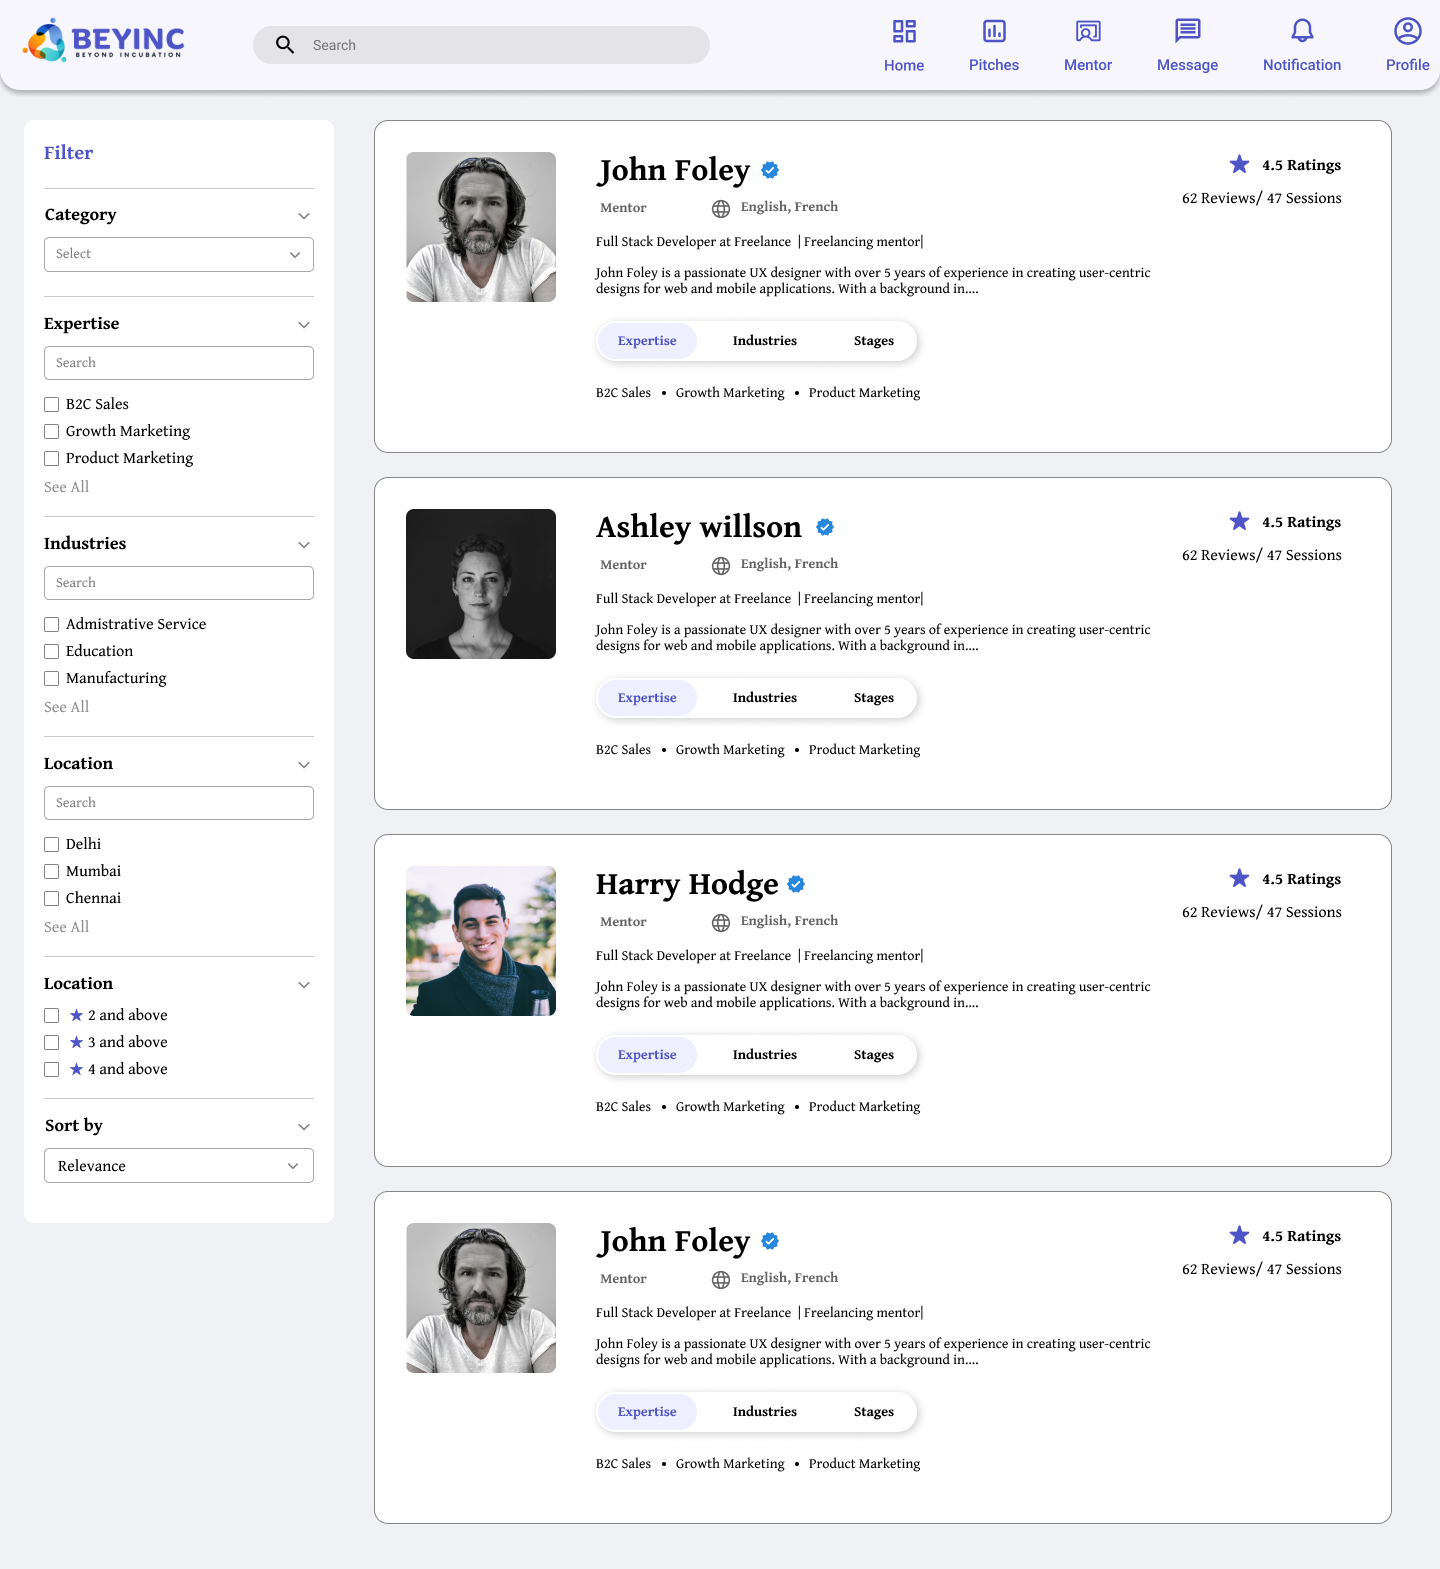 BEYINC
BEYOND INCUBATION
Search
Home
Pitches
Mentor
Message
Notification
Profile
Filter
Category
Select
Expertise
Search
B2C Sales
Growth Marketing
Product Marketing
See All
Industries
Search
Admistrative Service
Education
Manufacturing
See All
Location
Search
Delhi
Mumbai
Chennai
See All
Location
2 and above
3 and above
4 and above
Sort by
Relevance
John Foley
4.5 Ratings
Mentor English, French
62 Reviews/ 47 Sessions
Full Stack Developer at Freelance | Freelancing mentor|
John Foley is a passionate UX designer with over 5 years of experience in creating user-centric
designs for web and mobile applications. With a background in....
Expertise Industries Stages
B2C Sales • Growth Marketing • Product Marketing
Ashley willson
4.5 Ratings
Mentor English, French
62 Reviews/ 47 Sessions
Full Stack Developer at Freelance | Freelancing mentor|
John Foley is a passionate UX designer with over 5 years of experience in creating user-centric
designs for web and mobile applications. With a background in....
Expertise Industries Stages
B2C Sales • Growth Marketing • Product Marketing
Harry Hodge
4.5 Ratings
Mentor English, French
62 Reviews/ 47 Sessions
Full Stack Developer at Freelance | Freelancing mentor|
John Foley is a passionate UX designer with over 5 years of experience in creating user-centric
designs for web and mobile applications. With a background in....
Expertise Industries Stages
B2C Sales • Growth Marketing • Product Marketing
John Foley
4.5 Ratings
Mentor English, French
62 Reviews/ 47 Sessions
Full Stack Developer at Freelance | Freelancing mentor|
John Foley is a passionate UX designer with over 5 years of experience in creating user-centric
designs for web and mobile applications. With a background in....
Expertise Industries Stages
B2C Sales • Growth Marketing • Product Marketing